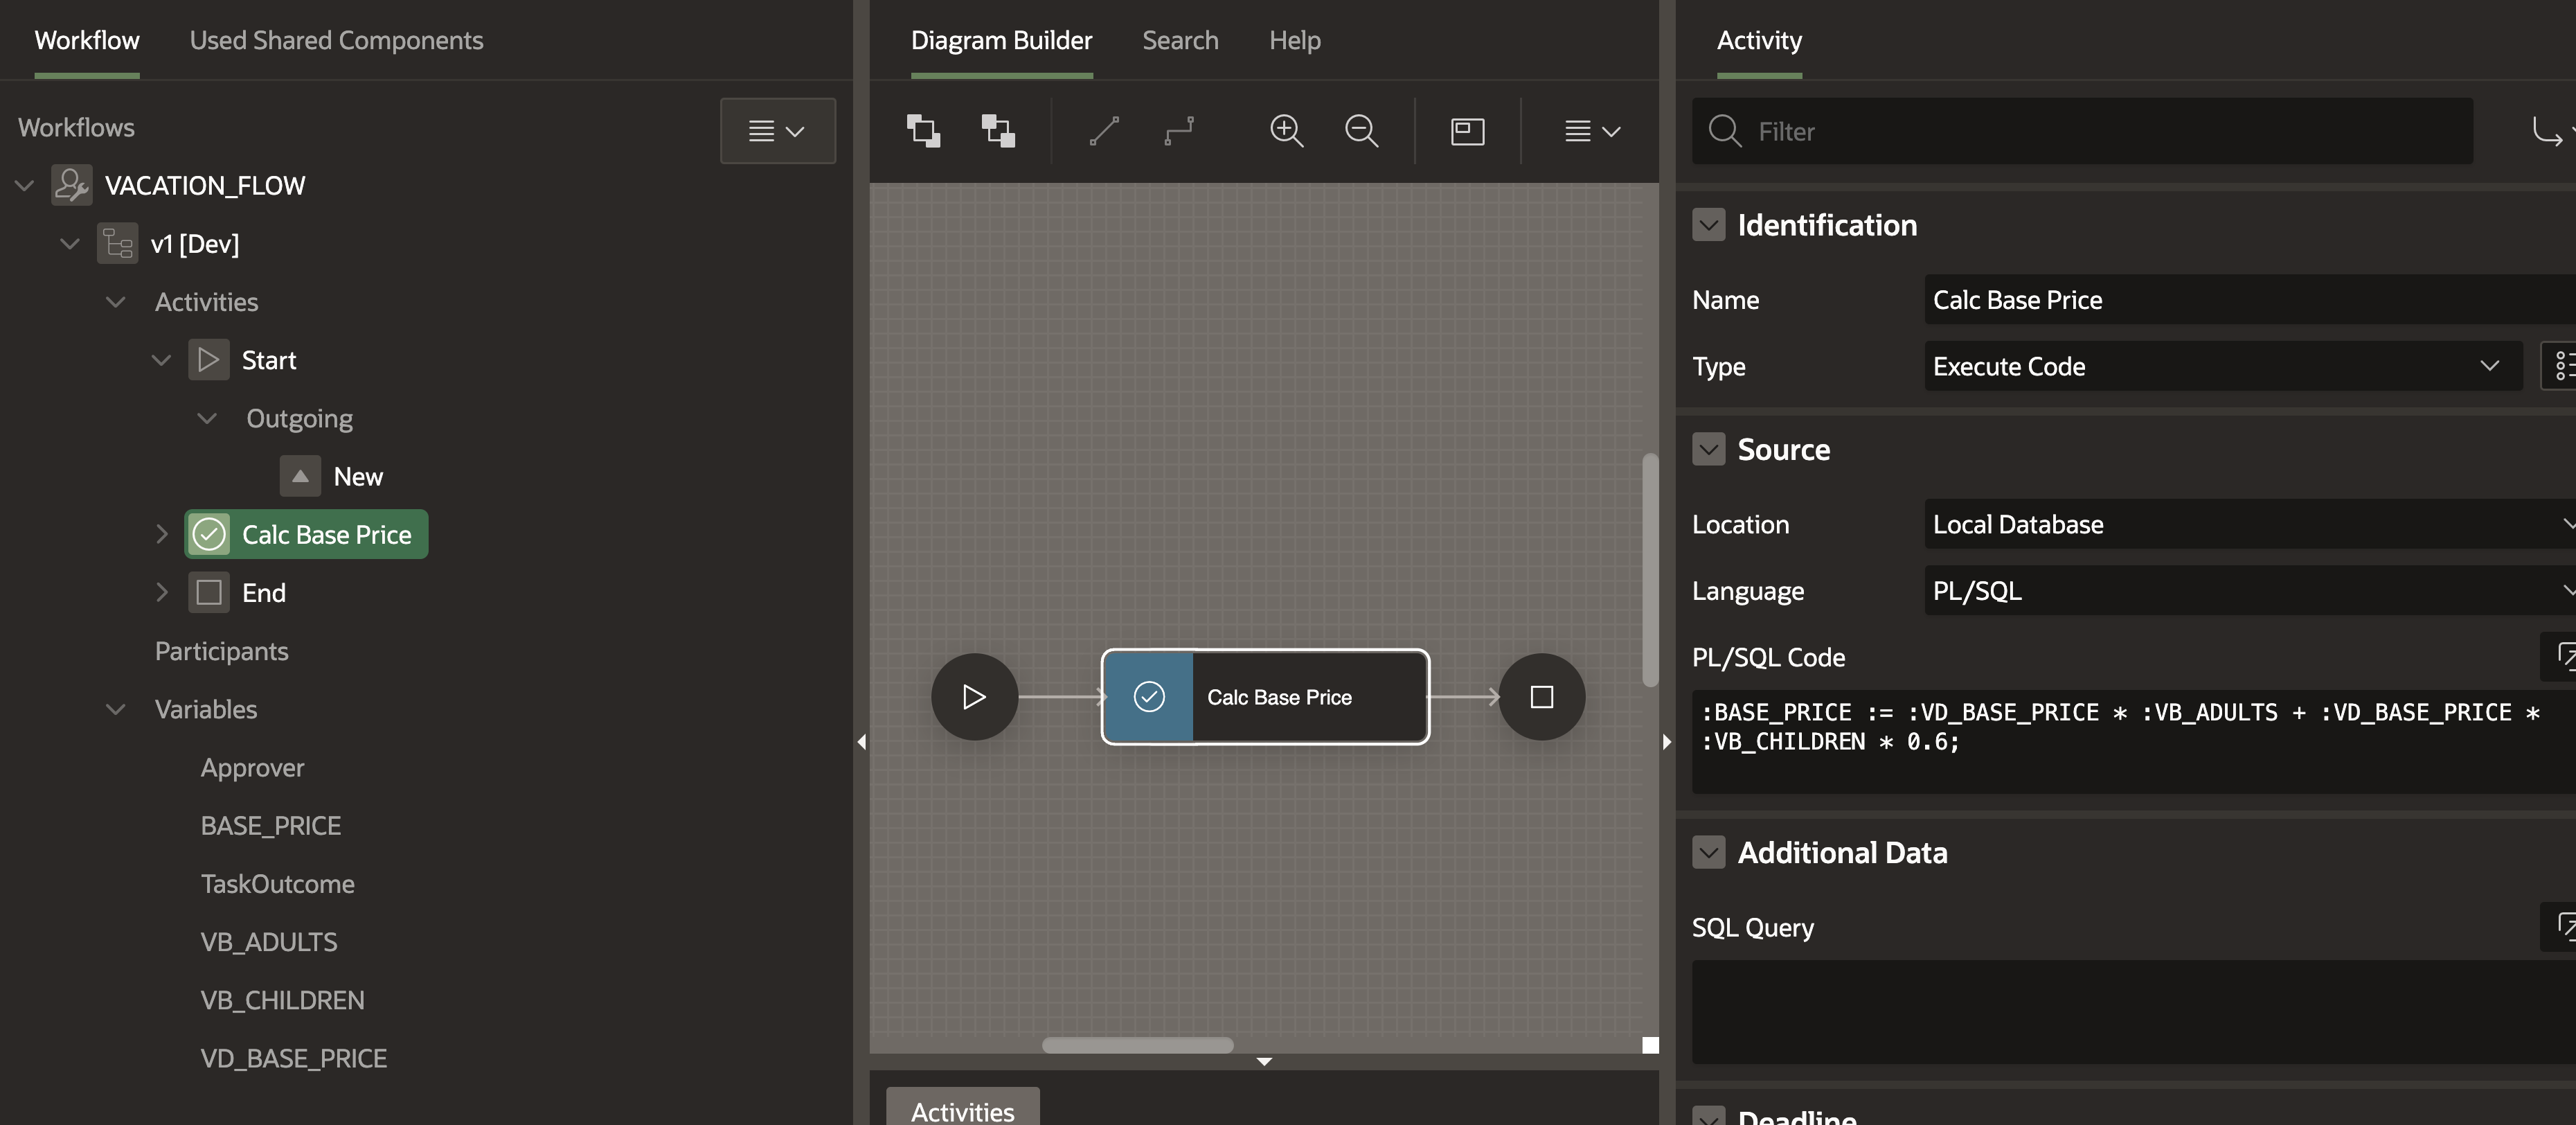 Workflow
Used Shared Components
Workflows
VACATION_FLOW
v1 [Dev]
Activities
Start
Outgoing
New
Calc Base Price
End
Participants
Variables
Approver
BASE_PRICE
TaskOutcome
VB_ADULTS
VB_CHILDREN
VD_BASE_PRICE
Diagram Builder
Search
Help
Calc Base Price
Activities
Activity
Filter
Identification
Name
Calc Base Price
Type
Execute Code
Source
Location
Local Database
Language
PL/SQL
PL/SQL Code
:BASE_PRICE := :VD_BASE_PRICE * :VB_ADULTS + :VD_BASE_PRICE *
:VB_CHILDREN * 0.6;
Additional Data
SQL Query
Deadline